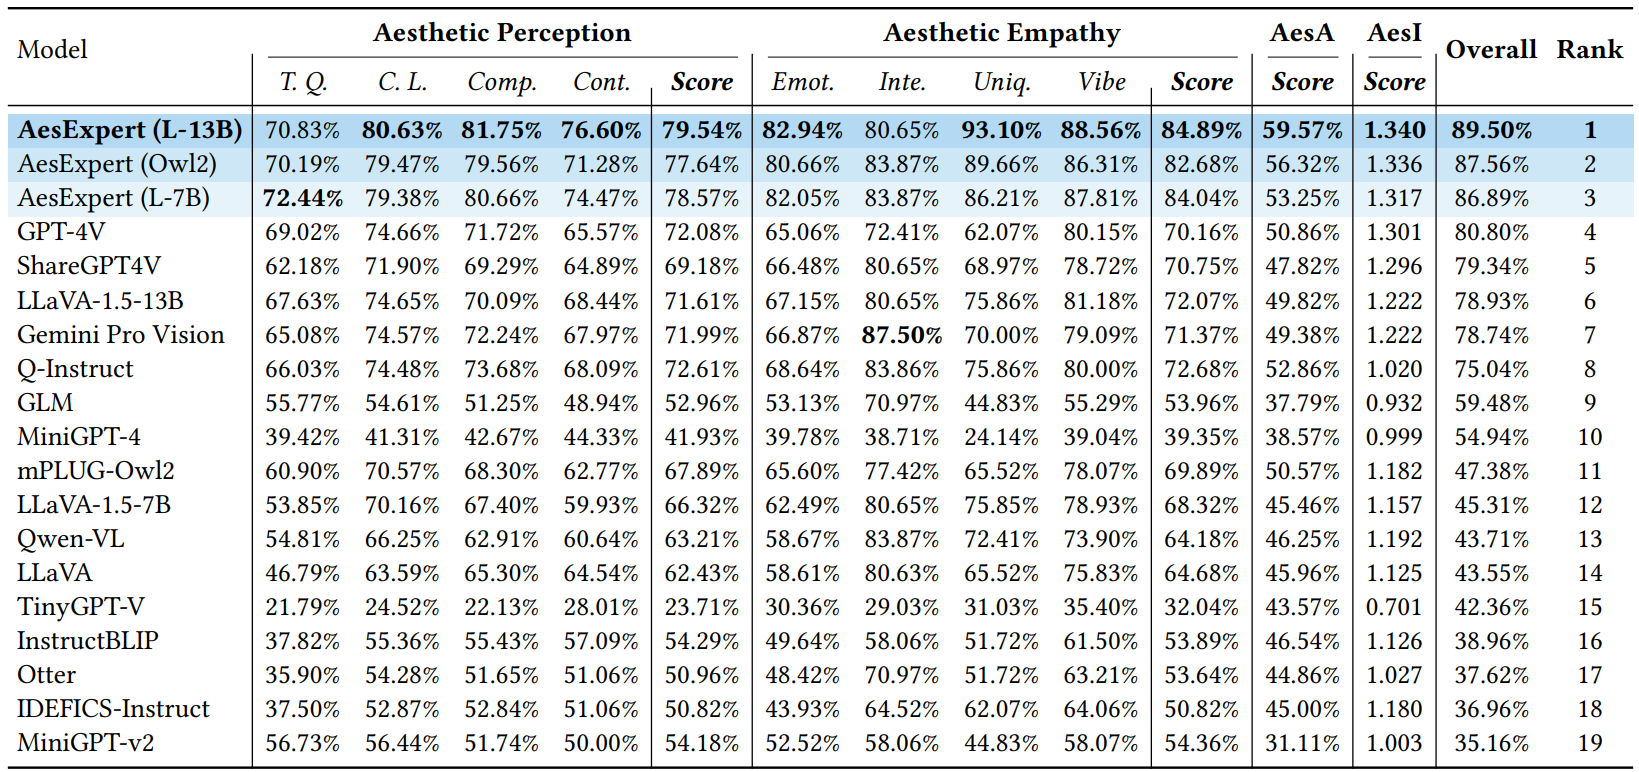 Model Aesthetic Perception Aesthetic Empathy AesA AesI Overall Rank
T. Q. C. L. Comp. Cont. Score Emot. Inte. Uniq. Vibe Score Score Score
AesExpert (L-13B) 70.83% 80.63% 81.75% 76.60% 79.54% 82.94% 80.65% 93.10% 88.56% 84.89% 59.57% 1.340 89.50% 1
AesExpert (Owl2) 70.19% 79.47% 79.56% 71.28% 77.64% 80.66% 83.87% 89.66% 86.31% 82.68% 56.32% 1.336 87.56% 2
AesExpert (L-7B) 72.44% 79.38% 80.66% 74.47% 78.57% 82.05% 83.87% 86.21% 87.81% 84.04% 53.25% 1.317 86.89% 3
GPT-4V 69.02% 74.66% 71.72% 65.57% 72.08% 65.06% 72.41% 62.07% 80.15% 70.16% 50.86% 1.301 80.80% 4
ShareGPT4V 62.18% 71.90% 69.29% 64.89% 69.18% 66.48% 80.65% 68.97% 78.72% 70.75% 47.82% 1.296 79.34% 5
LLaVA-1.5-13B 67.63% 74.65% 70.09% 68.44% 71.61% 67.15% 80.65% 75.86% 81.18% 72.07% 49.82% 1.222 78.93% 6
Gemini Pro Vision 65.08% 74.57% 72.24% 67.97% 71.99% 66.87% 87.50% 70.00% 79.09% 71.37% 49.38% 1.222 78.74% 7
Q-Instruct 66.03% 74.48% 73.68% 68.09% 72.61% 68.64% 83.86% 75.86% 80.00% 72.68% 52.86% 1.020 75.04% 8
GLM 55.77% 54.61% 51.25% 48.94% 52.96% 53.13% 70.97% 44.83% 55.29% 53.96% 37.79% 0.932 59.48% 9
MiniGPT-4 39.42% 41.31% 42.67% 44.33% 41.93% 39.78% 38.71% 24.14% 39.04% 39.35% 38.57% 0.999 54.94% 10
mPLUG-Owl2 60.90% 70.57% 68.30% 62.77% 67.89% 65.60% 77.42% 65.52% 78.07% 69.89% 50.57% 1.182 47.38% 11
LLaVA-1.5-7B 53.85% 70.16% 67.40% 59.93% 66.32% 62.49% 80.65% 75.85% 78.93% 68.32% 45.46% 1.157 45.31% 12
Qwen-VL 54.81% 66.25% 62.91% 60.64% 63.21% 58.67% 83.87% 72.41% 73.90% 64.18% 46.25% 1.192 43.71% 13
LLaVA 46.79% 63.59% 65.30% 64.54% 62.43% 58.61% 80.63% 65.52% 75.83% 64.68% 45.96% 1.125 43.55% 14
TinyGPT-V 21.79% 24.52% 22.13% 28.01% 23.71% 30.36% 29.03% 31.03% 35.40% 32.04% 43.57% 0.701 42.36% 15
InstructBLIP 37.82% 55.36% 55.43% 57.09% 54.29% 49.64% 58.06% 51.72% 61.50% 53.89% 46.54% 1.126 38.96% 16
Otter 35.90% 54.28% 51.65% 51.06% 50.96% 48.42% 70.97% 51.72% 63.21% 53.64% 44.86% 1.027 37.62% 17
IDEFICS-Instruct 37.50% 52.87% 52.84% 51.06% 50.82% 43.93% 64.52% 62.07% 64.06% 50.82% 45.00% 1.180 36.96% 18
MiniGPT-v2 56.73% 56.44% 51.74% 50.00% 54.18% 52.52% 58.06% 44.83% 58.07% 54.36% 31.11% 1.003 35.16% 19